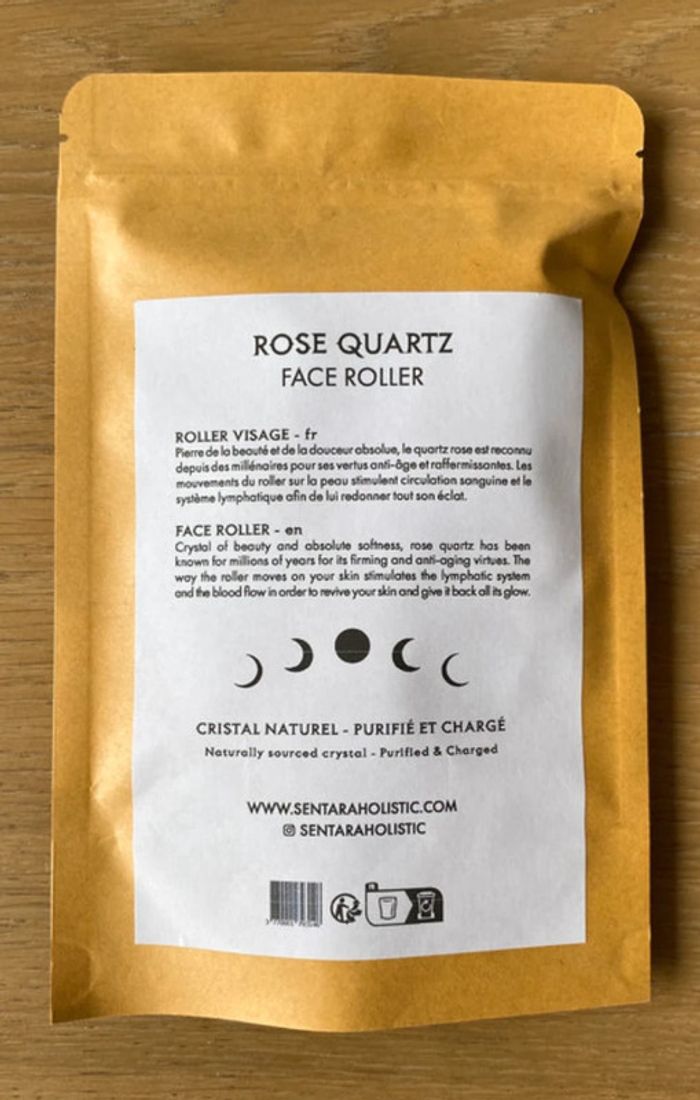 ROSE QUARTZ
FACE ROLLER
ROLLER VISAGE - fr
Pierre de la beauté et de la douceur absolue, le quartz rose est reconnu
depuis des millénaires pour ses vertus anti-âge et raffermissantes. Les
mouvements du roller sur la peau stimulent circulation sanguine et le
système lymphatique afin de lui redonner tout son éclat.
FACE ROLLER - en
Crystal of beauty and absolute softness, rose quartz has been
known for millions of years for its firming and anti-aging virtues. The
way the roller moves on your skin stimulates the lymphatic system
and the blood flow in order to revive your skin and give it back all its glow.
CRISTAL NATUREL - PURIFIÉ ET CHARGÉ
Naturally sourced crystal - Purified & Charged
WWW.SENTARAHOLISTIC.COM
SENTARAHOLISTIC